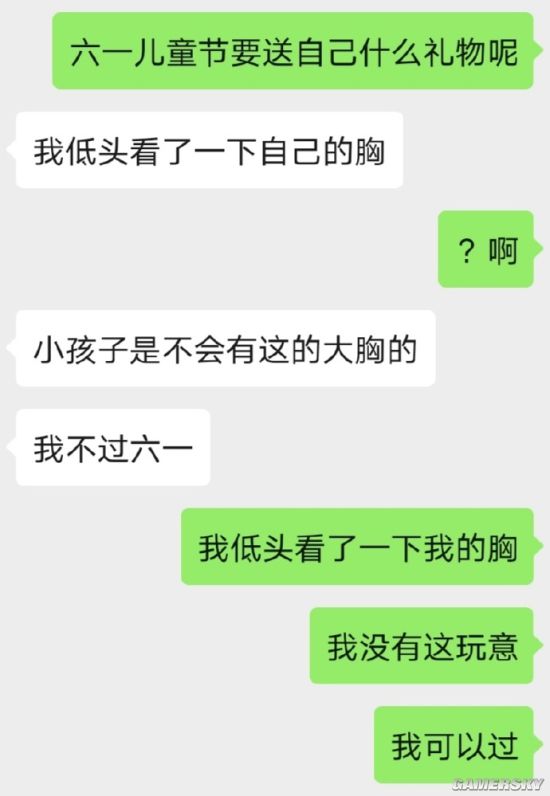 六一儿童节要送自己什么礼物呢
我低头看了一下自己的胸
？啊
小孩子是不会有这的大胸的
我不过六一
我低头看了一下我的胸
我没有这玩意
我可以过
GAMERSKY